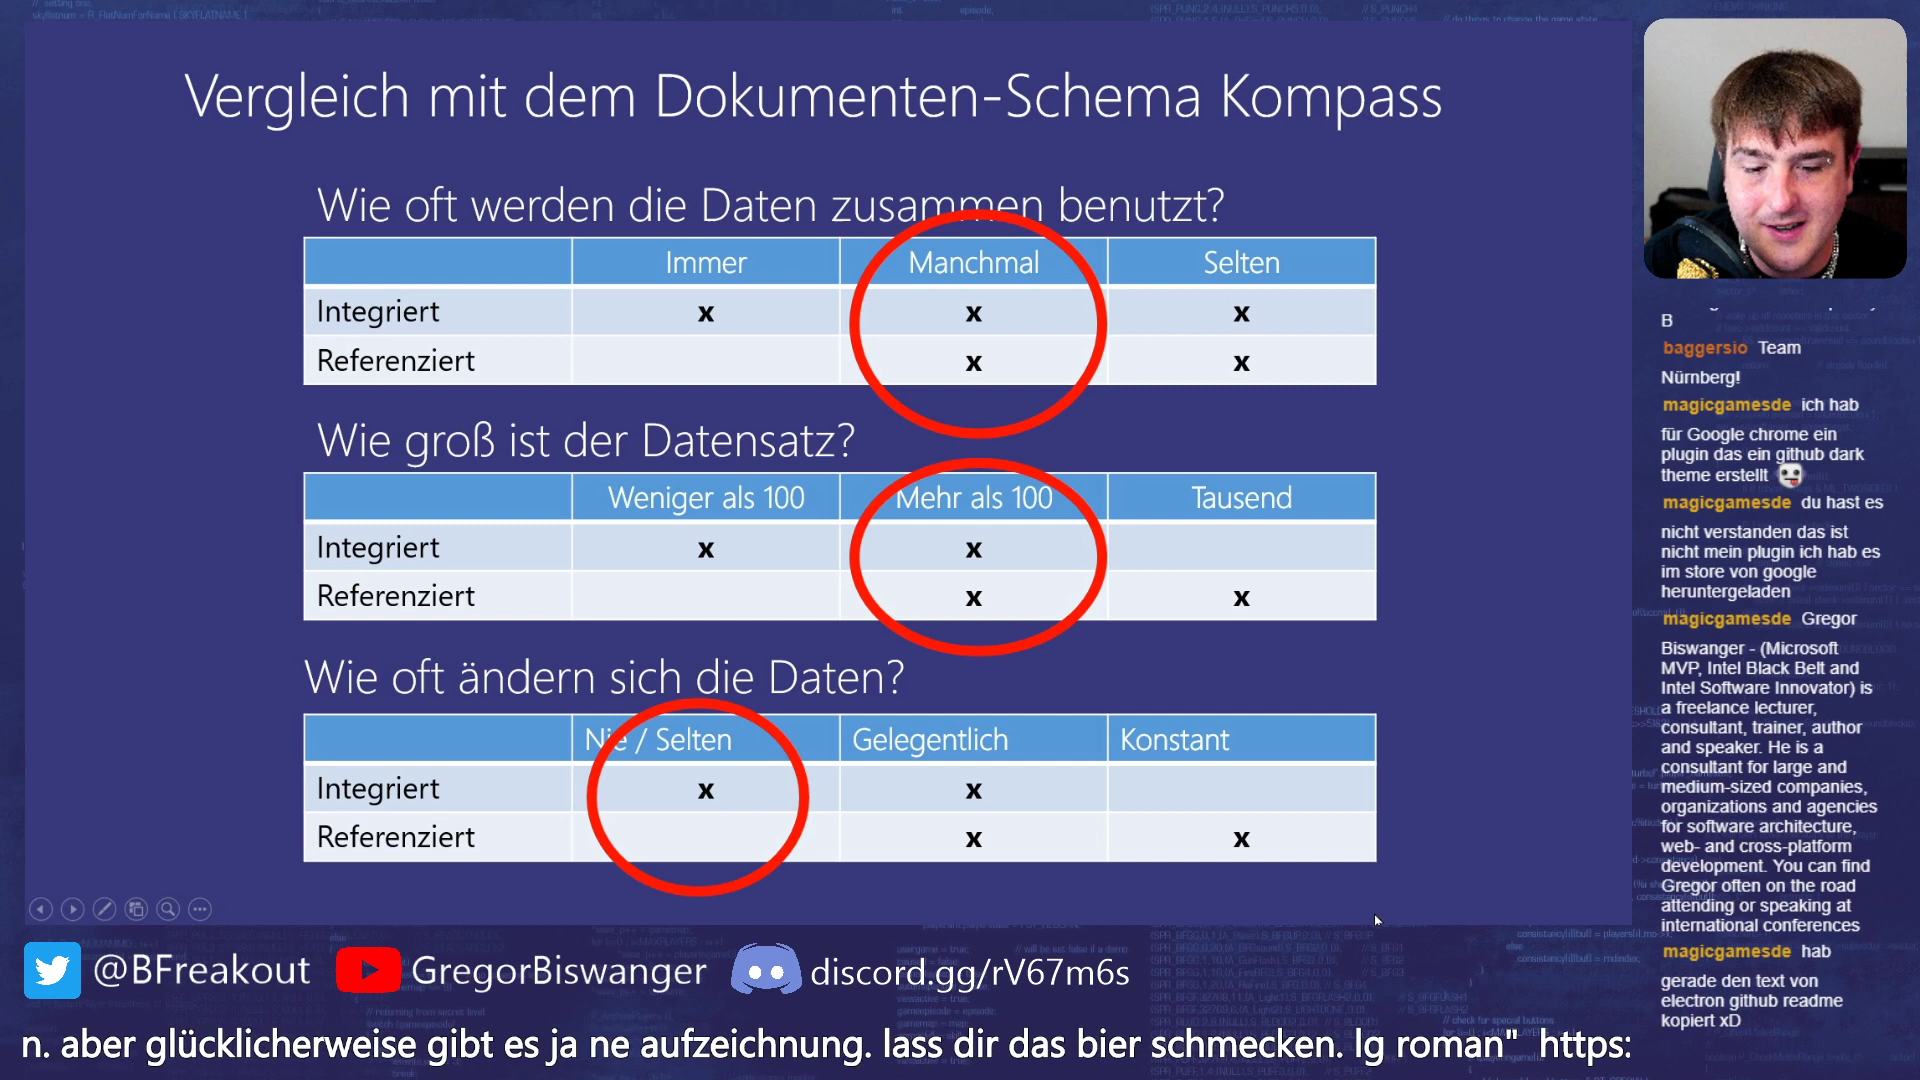 Vergleich mit dem Dokumenten-Schema Kompass
Wie oft werden die Daten zusammen benutzt?
Immer Manchmal Selten
Integriert x x x
Referenziert x x
Wie groß ist der Datensatz?
Weniger als 100 Mehr als 100 Tausend
Integriert x x
Referenziert x x
Wie oft ändern sich die Daten?
Nie / Selten Gelegentlich Konstant
Integriert x x
Referenziert x x
B
baggersio Team
Nürnberg!
magicgamesde ich hab
für Google chrome ein
plugin das ein github dark
theme erstellt
magicgamesde du hast es
nicht verstanden das ist
nicht mein plugin ich hab es
im store von google
heruntergeladen
magicgamesde Gregor
Biswanger - (Microsoft
MVP, Intel Black Belt and
Intel Software Innovator) is
a freelance lecturer,
consultant, trainer, author
and speaker. He is a
consultant for large and
medium-sized companies,
organizations and agencies
for software architecture,
web- and cross-platform
development. You can find
Gregor often on the road
attending or speaking at
international conferences
magicgamesde hab
gerade den text von
electron github readme
kopiert xD
@BFreakout GregorBiswanger discord.gg/rV67m6s
n. aber glücklicherweise gibt es ja ne aufzeichnung. lass dir das bier schmecken. lg roman" https: